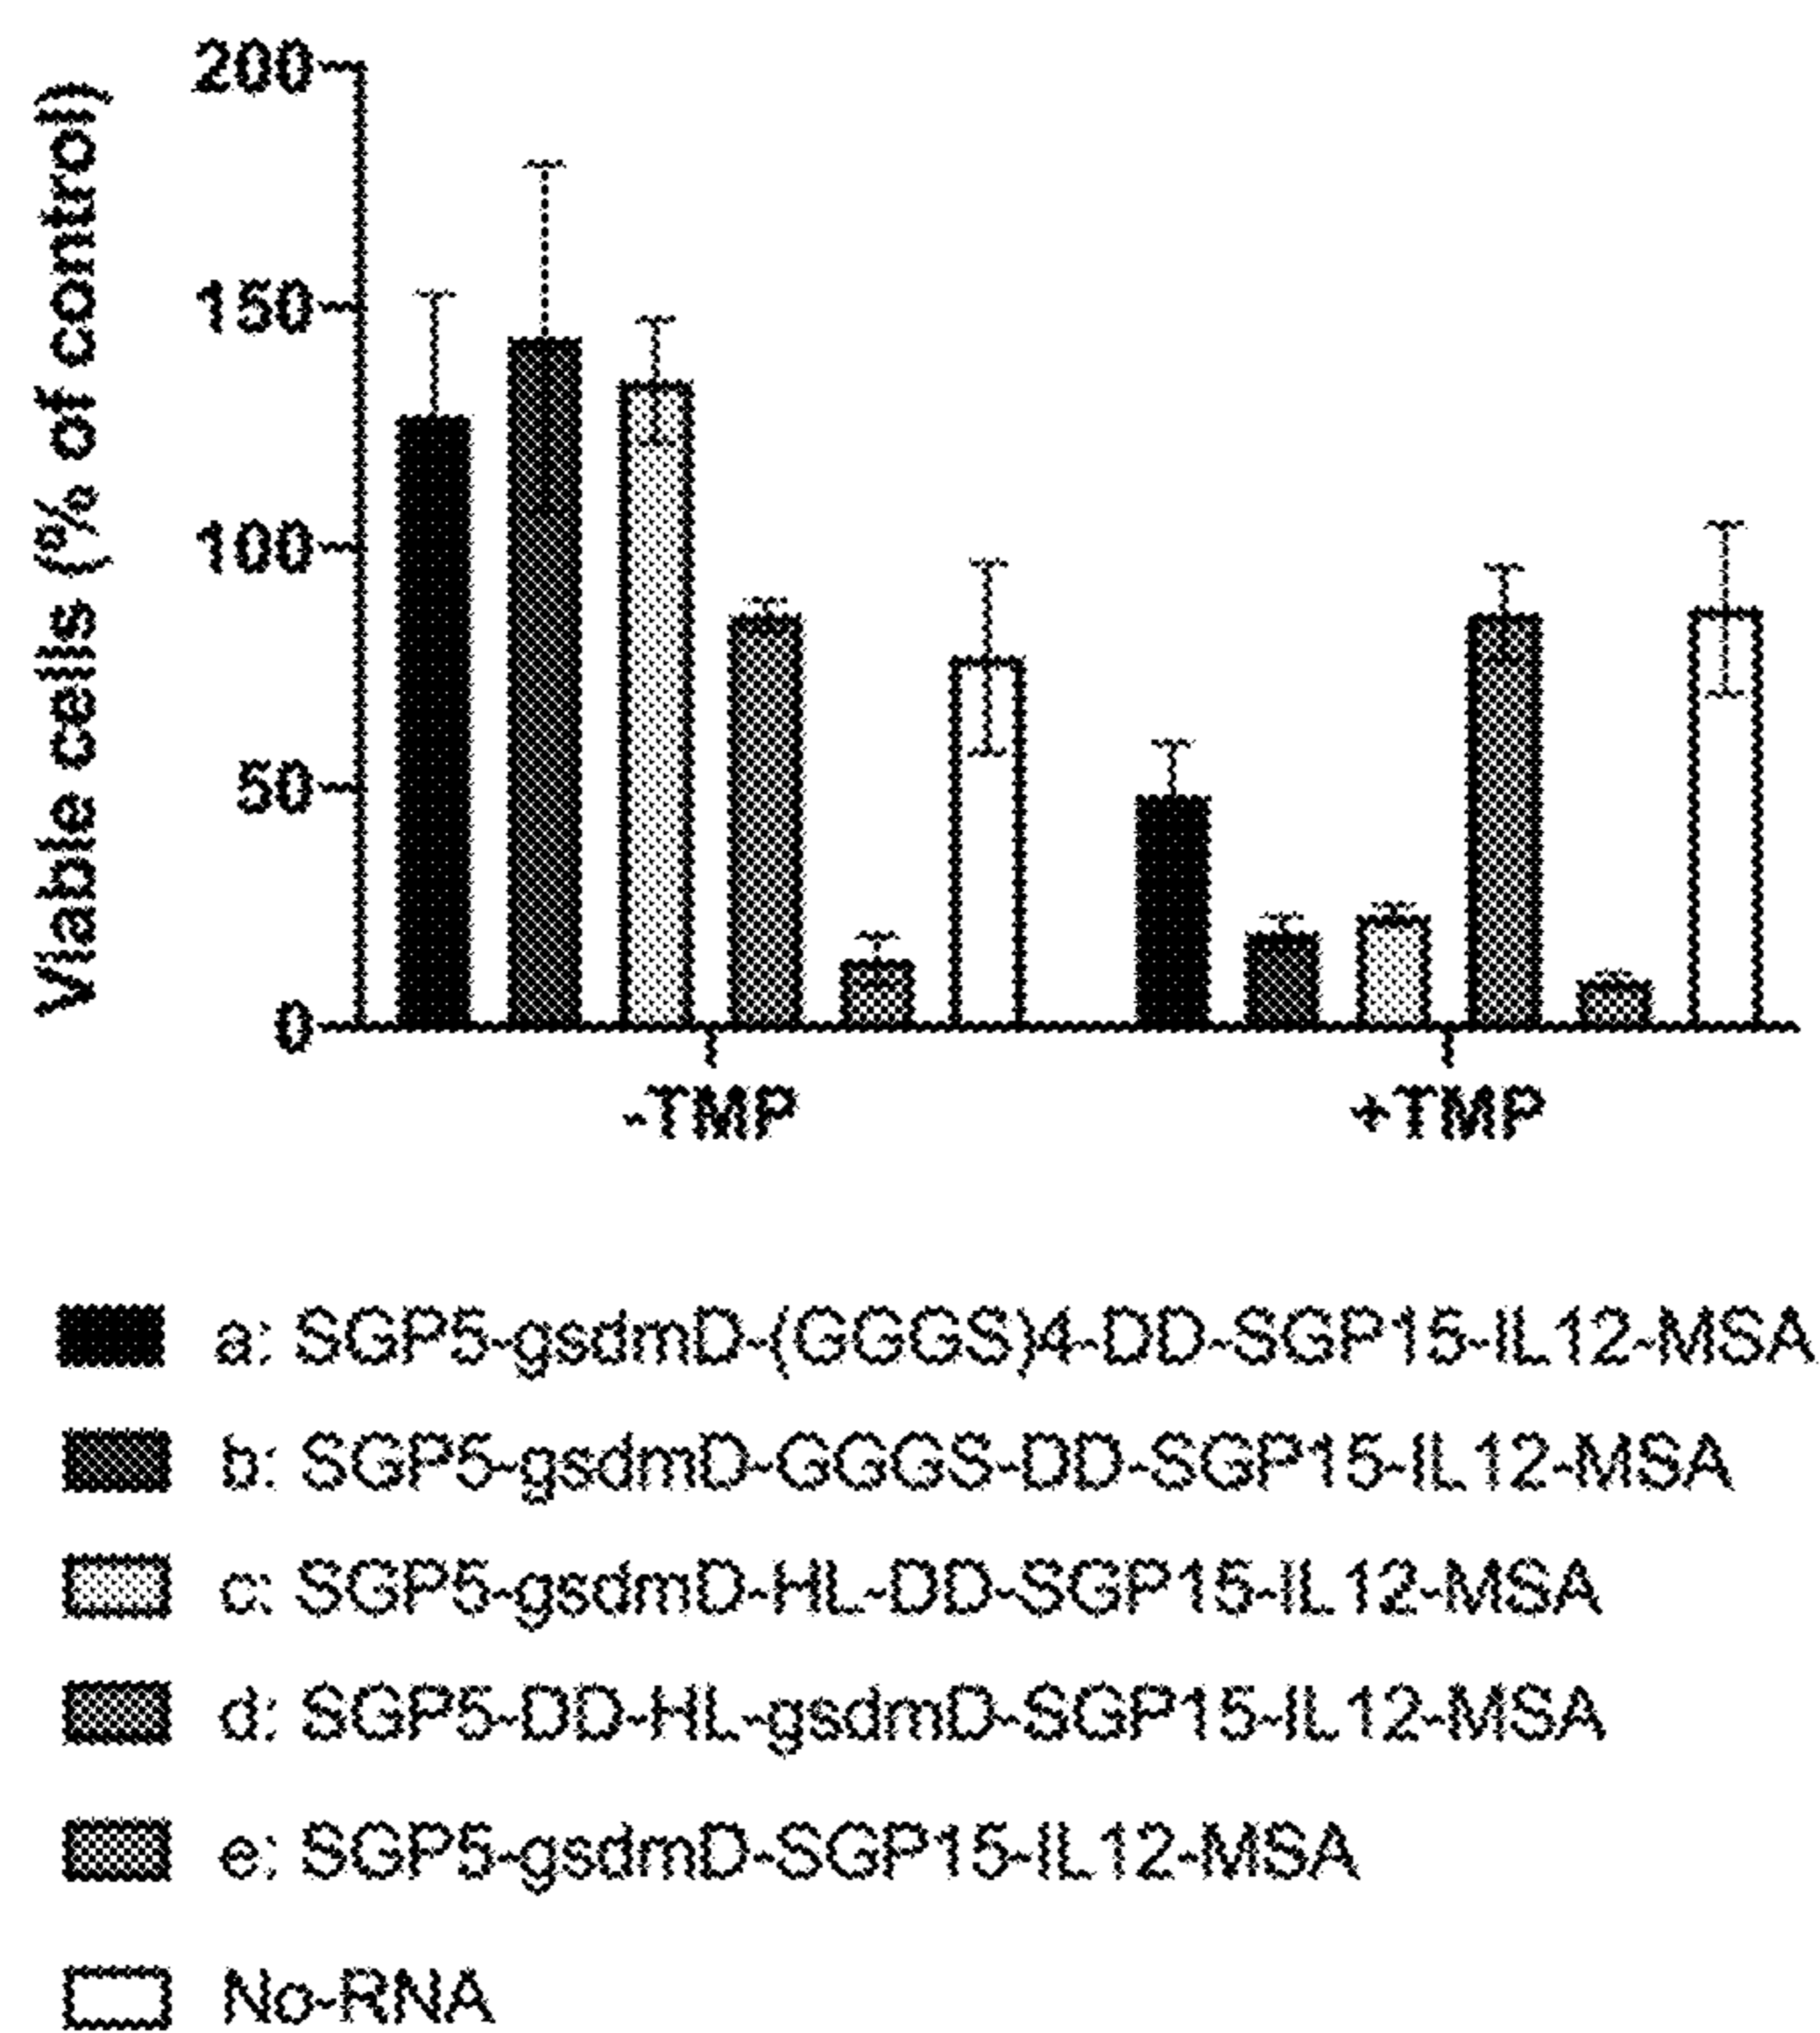 Viable cells (% of control)
200
150
100
50
0
-TMP +TMP
a: SGP5-gsdmD-(GGGS)4-DD-SGP15-IL12-MSA
b: SGP5-gsdmD-GGGS-DD-SGP15-IL12-MSA
c: SGP5-gsdmD-HL-DD-SGP15-IL12-MSA
d: SGP5-DD-HL-gsdmD-SGP15-IL12-MSA
e: SGP5-gsdmD-SGP15-IL12-MSA
No-RNA